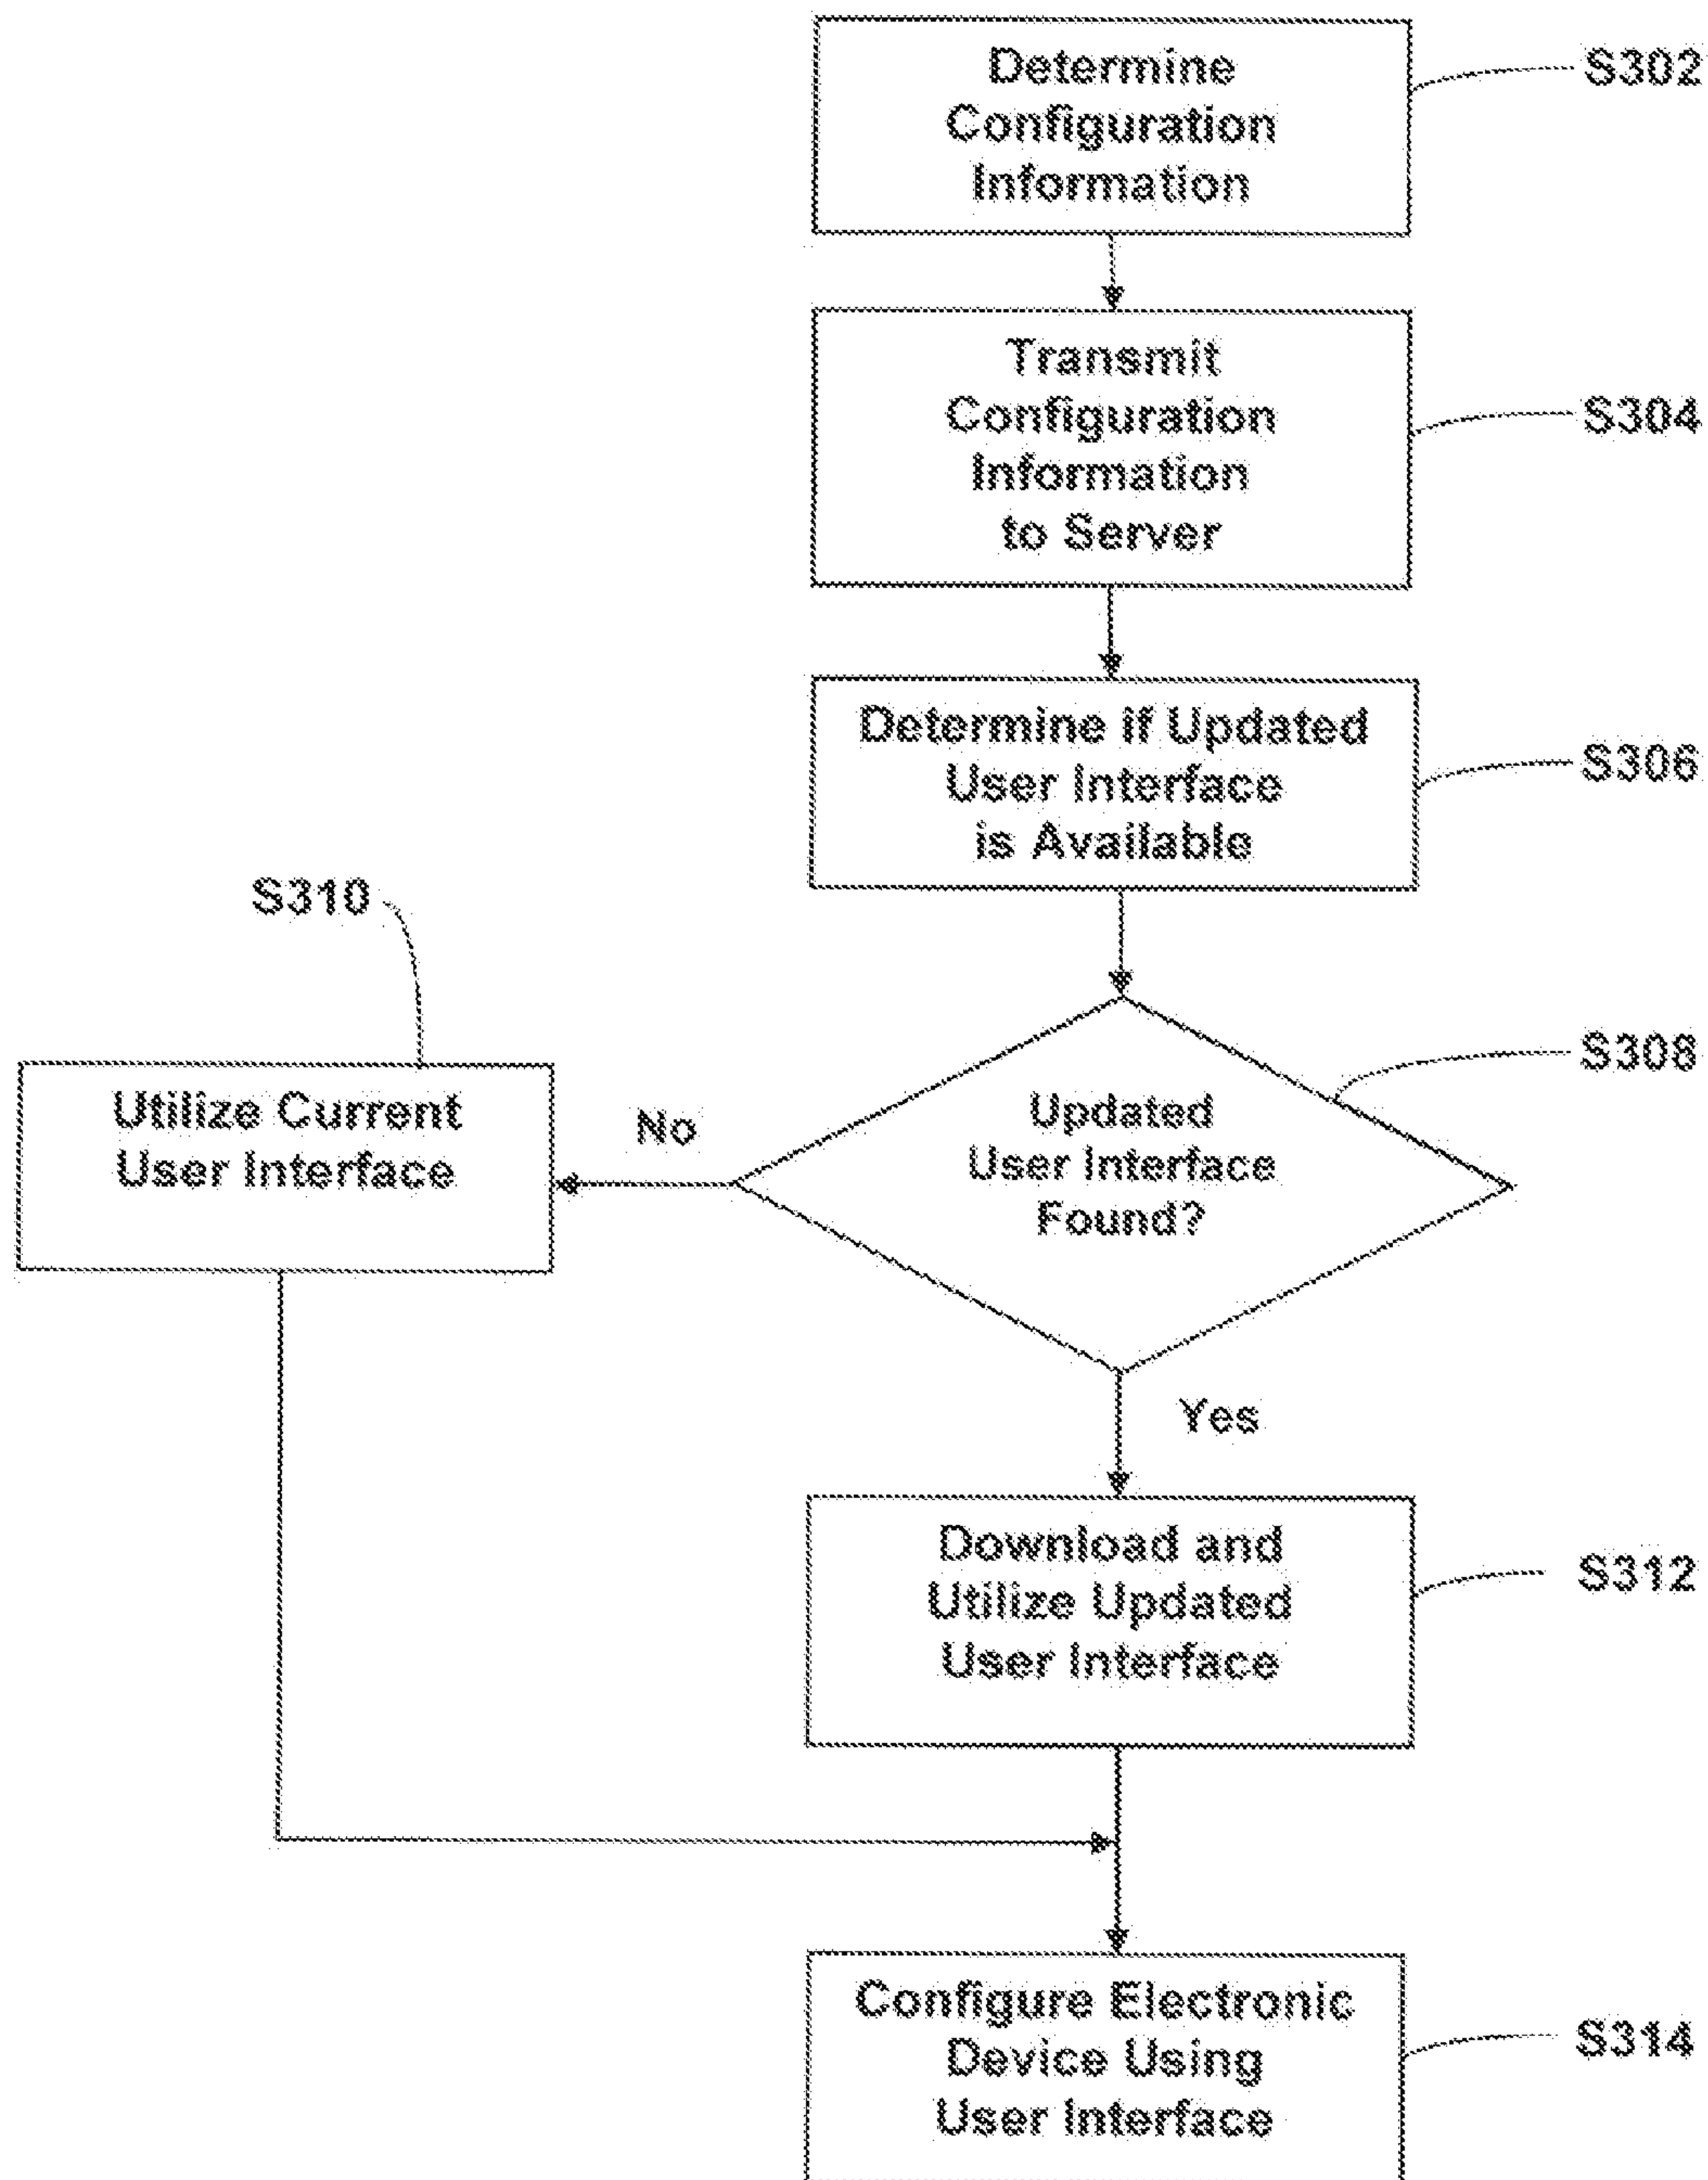 Determine
Configuration
Information
S302
Transmit
Configuration
Information
to Server
S304
Determine if Updated
User Interface
is Available
S306
S310
Utilize Current
User Interface
No
Updated
User Interface
Found?
S308
Yes
Download and
Utilize Updated
User Interface
S312
Configure Electronic
Device Using
User Interface
S314